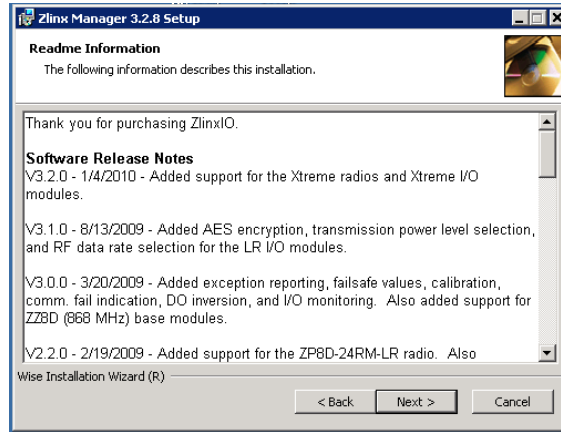 Zlinx Manager 3.2.8 Setup
Readme Information
The following information describes this installation.
Thank you for purchasing ZlinxIO.
Software Release Notes
V3.2.0 - 1/4/2010 - Added support for the Xtreme radios and Xtreme I/O
modules.
V3.1.0 - 8/13/2009 - Added AES encryption, transmission power level selection,
and RF data rate selection for the LR I/O modules.
V3.0.0 - 3/20/2009 - Added exception reporting, failsafe values, calibration,
comm. fail indication, DO inversion, and I/O monitoring.  Also added support for
ZZ8D (868 MHz) base modules.
V2.2.0 - 2/19/2009 - Added support for the ZP8D-24RM-LR radio.  Also
Wise Installation Wizard (R)
< Back Next > Cancel